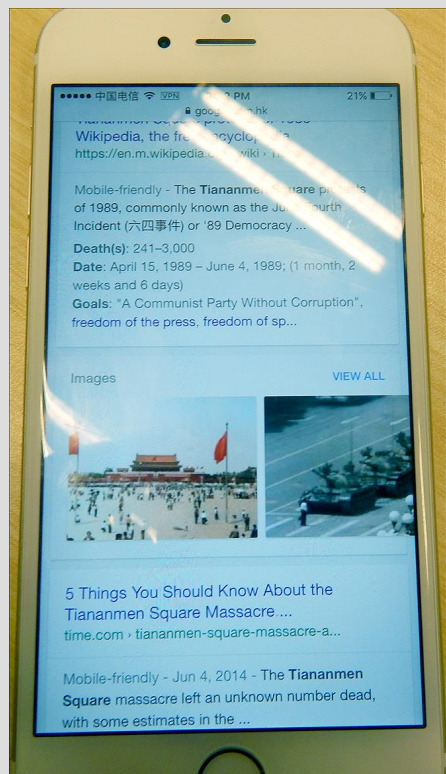 中国电信 VPN PM 21%
Wikipedia, the
https://en.m.wikipedia. wiki ›
Mobile-friendly - The Tiananmen Square protests
of 1989, commonly known as the Fourth
Incident (六四事件) or '89 Democracy ...
Death(s): 241–3,000
Date: April 15, 1989 – June 4, 1989; (1 month, 2
weeks and 6 days)
Goals: "A Communist Party Without Corruption",
freedom of the press, freedom of sp...
Images VIEW ALL
5 Things You Should Know About the
Tiananmen Square Massacre ...
time.com › tiananmen-square-massacre-a...
Mobile-friendly - Jun 4, 2014 - The Tiananmen
Square massacre left an unknown number dead,
with some estimates in the ...